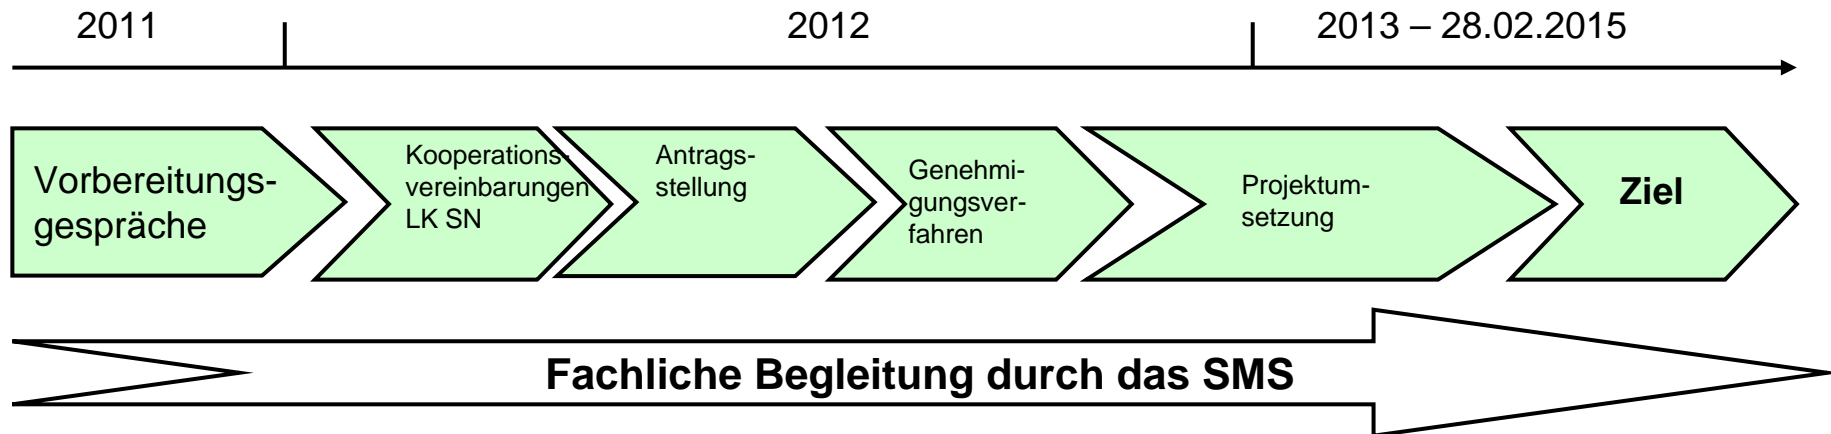 2011
2012
2013 – 28.02.2015
Vorbereitungs-
gespräche
Kooperations-
vereinbarungen
LK SN
Antrags-
stellung
Genehmi-
gungsver-
fahren
Projektum-
setzung
Ziel
Fachliche Begleitung durch das SMS